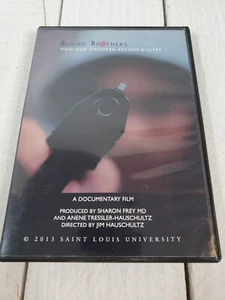 BLOOD BROTHERS
HOW OUR CHILDREN BECOME KILLERS
A DOCUMENTARY FILM
PRODUCED BY SHARON FREY MD
AND ANENE TRESSLER-HAUSCHULTZ
DIRECTED BY JIM HAUSCHULTZ
© 2013 SAINT LOUIS UNIVERSITY